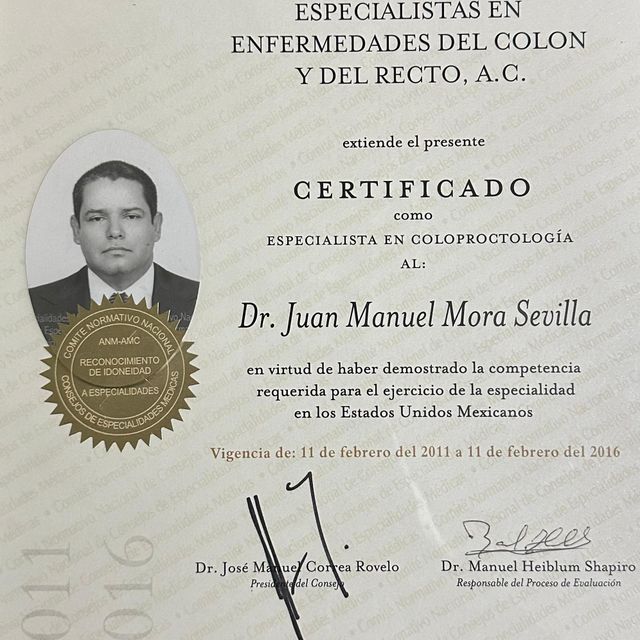 ESPECIALISTAS EN
ENFERMEDADES DEL COLON
Y DEL RECTO, A.C.
extiende el presente
CERTIFICADO
como
ESPECIALISTA EN COLOPROCTOLOGÍA
AL:
Dr. Juan Manuel Mora Sevilla
en virtud de haber demostrado la competencia
requerida para el ejercicio de la especialidad
en los Estados Unidos Mexicanos
Vigencia de: 11 de febrero del 2011 a 11 de febrero del 2016
COMITÉ NORMATIVO NACIONAL
ANM-AMC
RECONOCIMIENTO
DE IDONEIDAD
A ESPECIALIDADES
CONSEJOS DE ESPECIALIDADES MEDICAS
Dr. José Manuel Correa Rovelo
Presidente del Consejo
Dr. Manuel Heiblum Shapiro
Responsable del Proceso de Evaluación
011
016